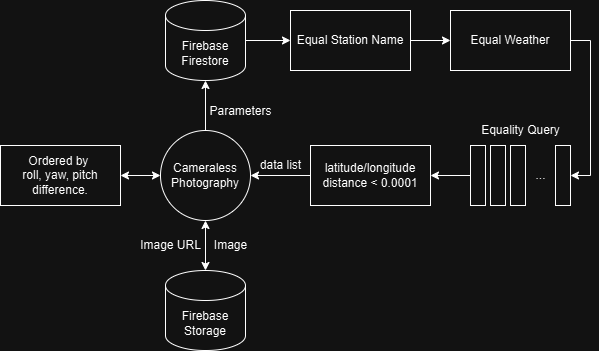 Firebase
Firestore
Equal Station Name
Equal Weather
Parameters
Equality Query
Ordered by
roll, yaw, pitch
difference.
Cameraless
Photography
data list
latitude/longitude
distance < 0.0001
...
Image URL
Image
Firebase
Storage